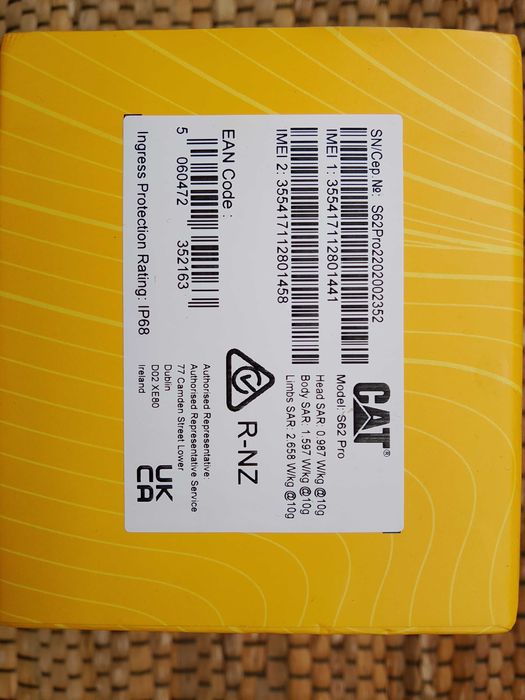 SN/Cep №: S62Pro2202002352
IMEI 1: 355417112801441
IMEI 2: 355417112801458
EAN Code :
5 060472 352163
Ingress Protection Rating: IP68
CAT®
Model: S62 Pro
Head SAR: 0.987 W/kg @10g
Body SAR: 1.597 W/kg @10g
Limbs SAR: 2.658 W/kg @10g
R-NZ
Authorised Representative
Authorised Representative Service
77 Camden Street Lower
Dublin
D02 XE80
Ireland
UK
CA